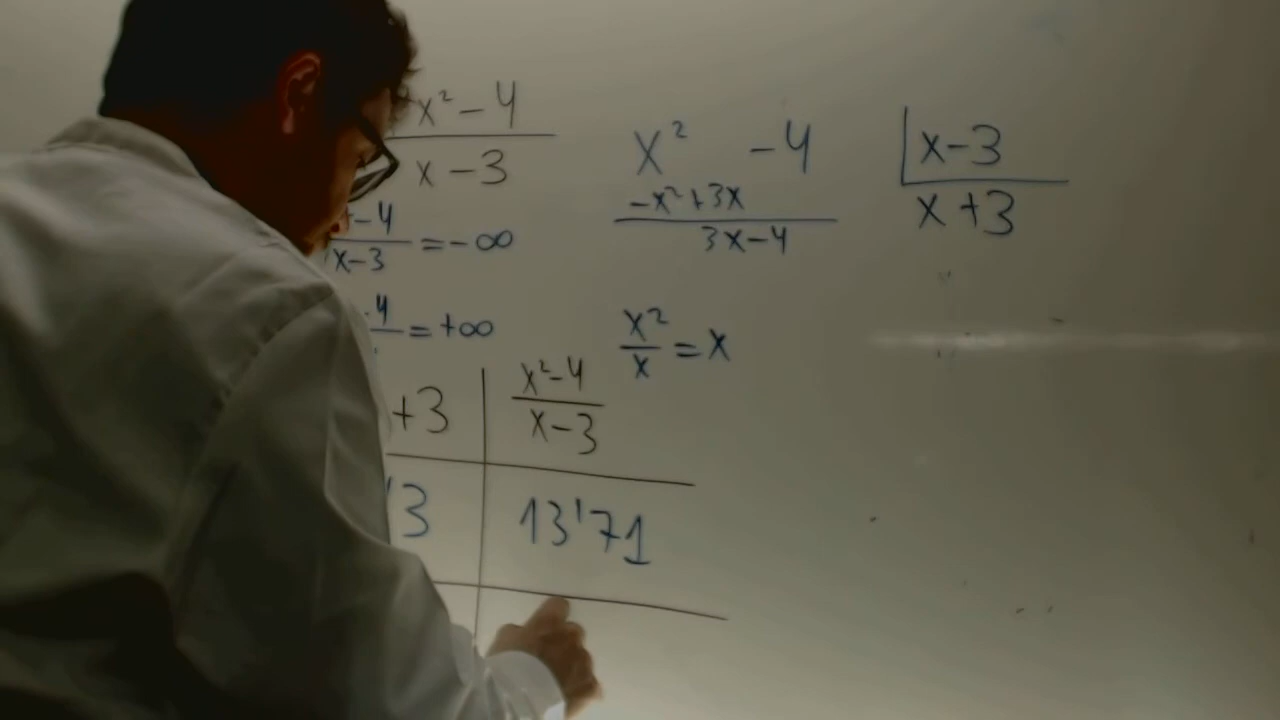 x² - 4
x - 3
- 4
x - 3 = - ∞
4 = + ∞
+ 3 | x² - 4
x - 3
'3 | 13'71
x² - 4 | x - 3
- x² + 3x x + 3
3x - 4
x²
x = x